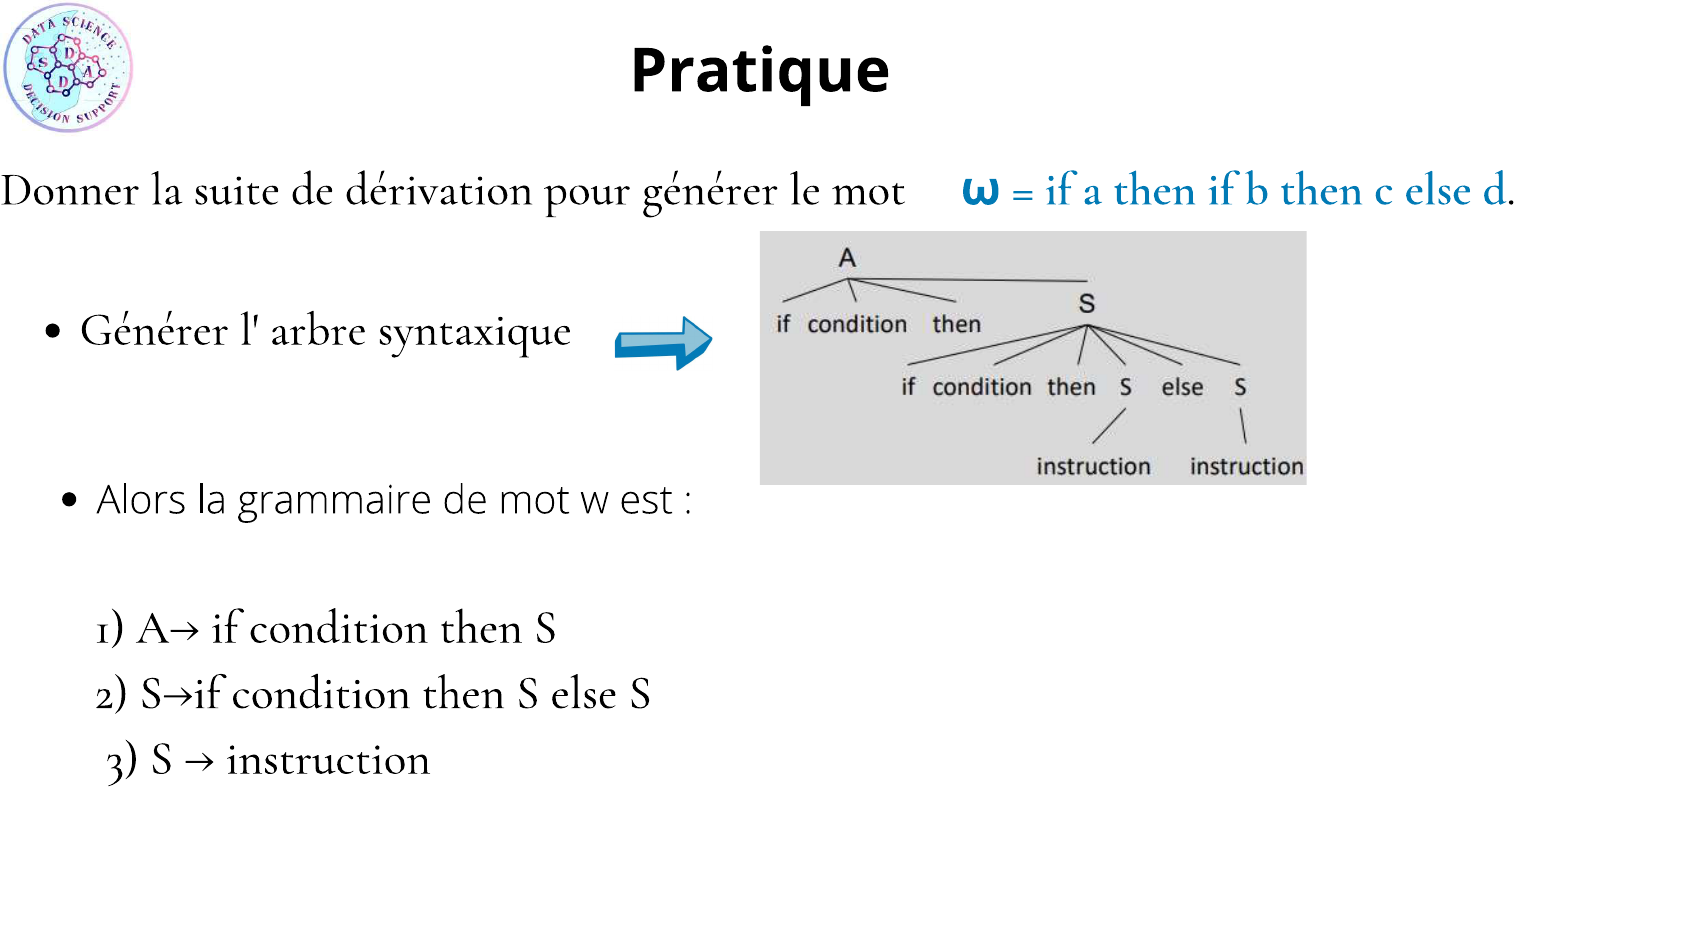 DATA SCIENCE
S D D A
DECISION SUPPORT
Pratique
Donner la suite de dérivation pour générer le mot ω = if a then if b then c else d.
A
S
if condition then
• Générer l' arbre syntaxique
if condition then S else S
instruction instruction
• Alors la grammaire de mot w est :
1) A→ if condition then S
2) S→if condition then S else S
3) S → instruction